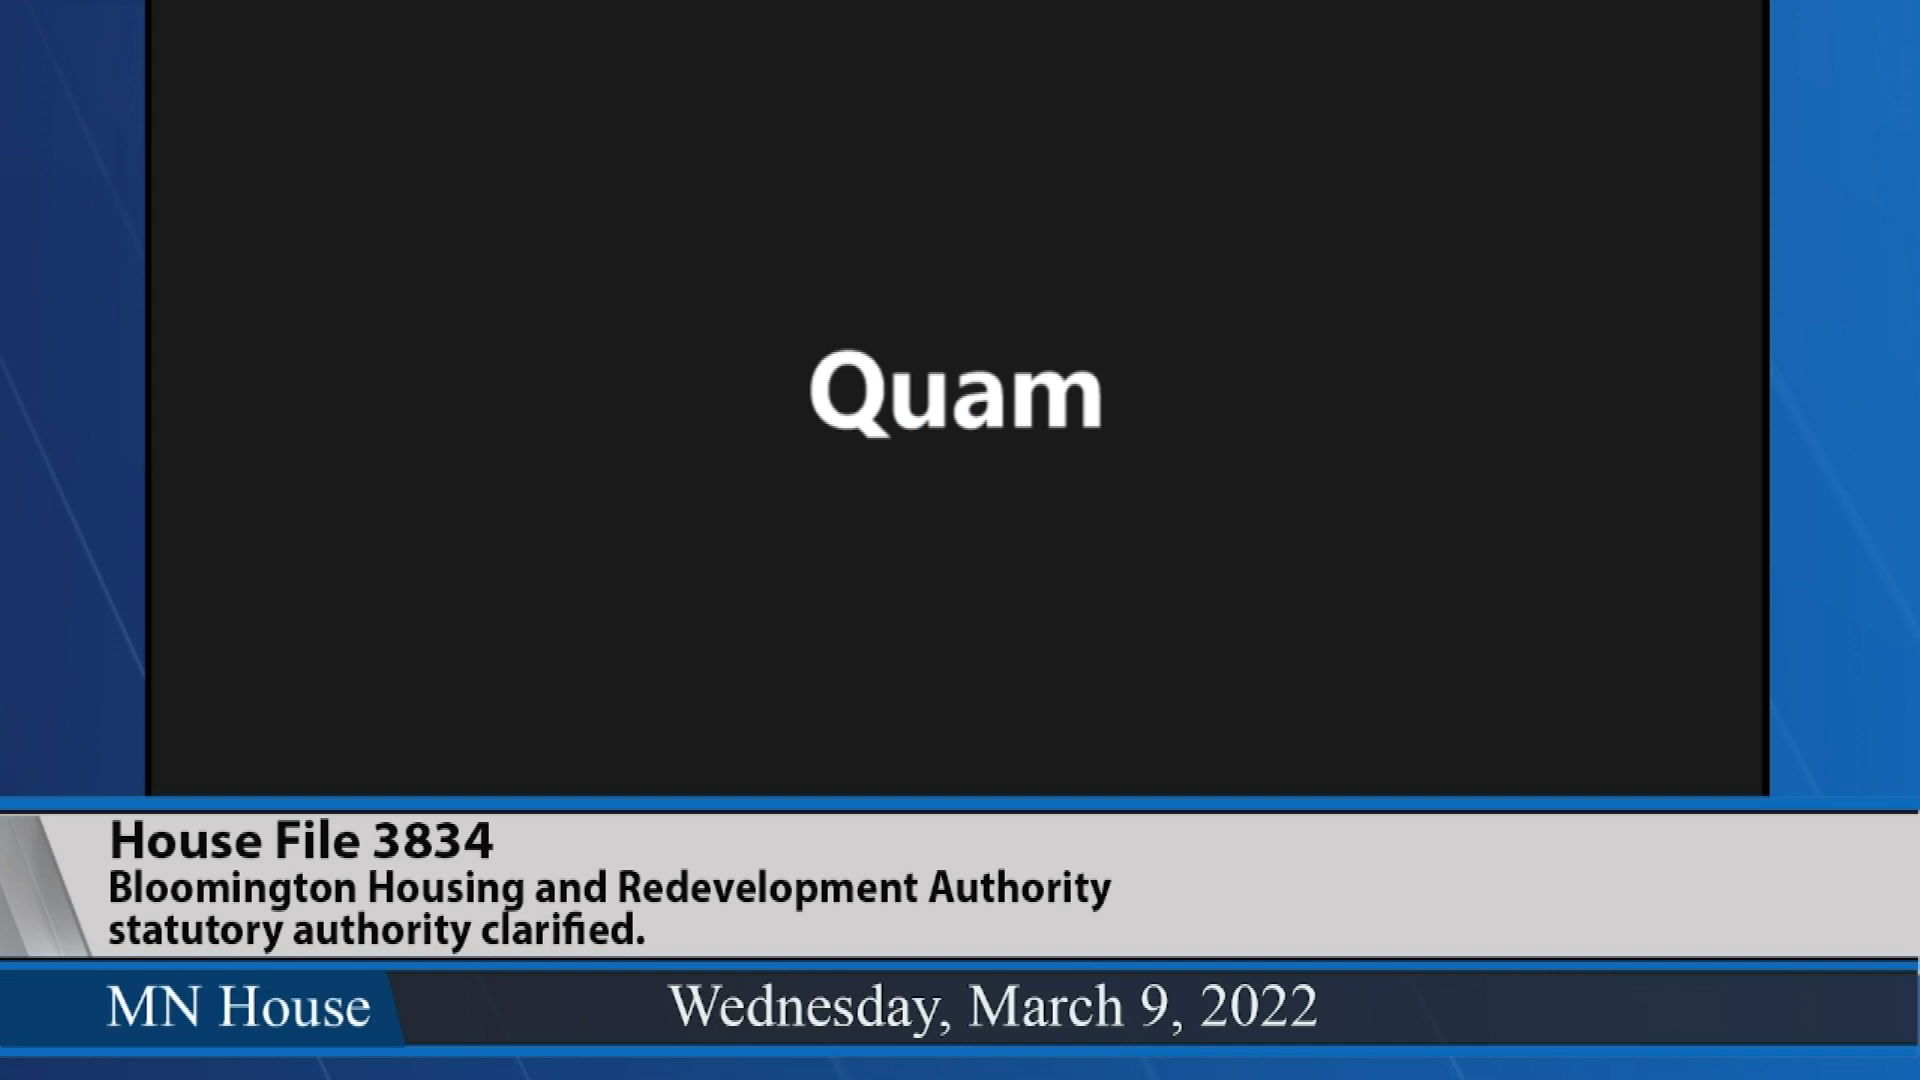 Quam
House File 3834
Bloomington Housing and Redevelopment Authority
statutory authority clarified.
MN House
Wednesday, March 9, 2022